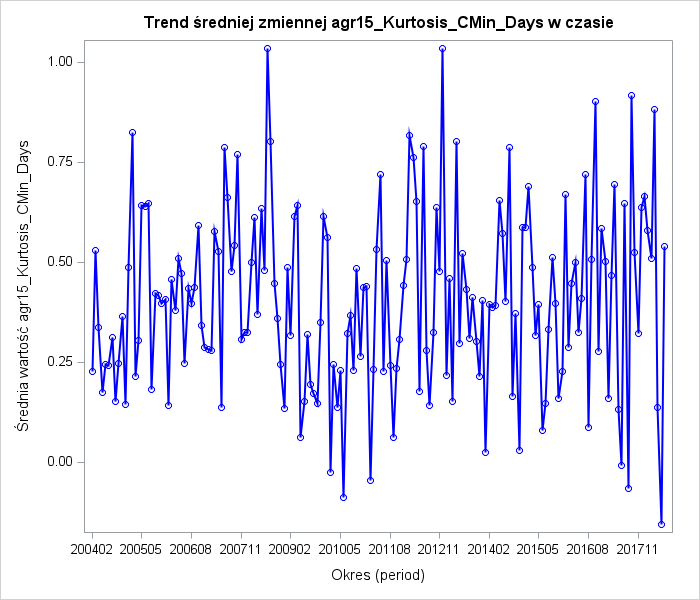 Trend średniej zmiennej agr15_Kurtosis_CMin_Days w czasie
Średnia wartość agr15_Kurtosis_CMin_Days
1.00
0.75
0.50
0.25
0.00
200402 200505 200608 200711 200902 201005 201108 201211 201402 201505 201608 201711
Okres (period)